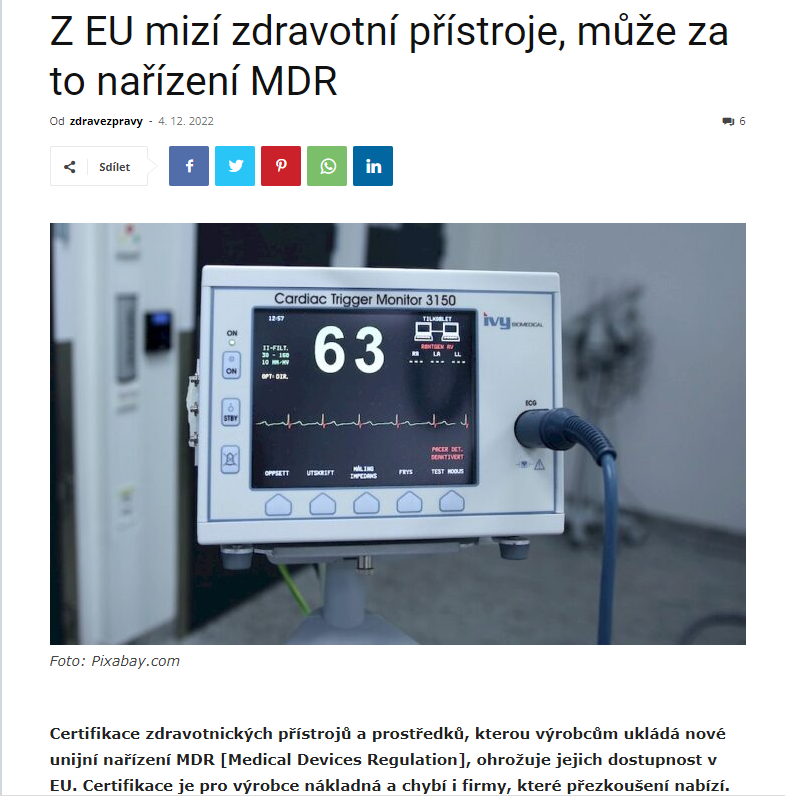 Z EU mizí zdravotní přístroje, může za
to nařízení MDR
Od zdravezpravy - 4. 12. 2022
6
Sdílet
Cardiac Trigger Monitor 3150
ivy BIOMEDICAL
12:57
63
TILKOBLET
RØNTGEN AV
RA LA LL
--- --- ---
II-FILT.
30 - 160
10 MM/MV
OPT: DIR.
ON
ON
STBY
ECG
PACER DET.
DEAKTIVERT
OPPSETT UTSKRIFT MÅLING IMPEDANS FRYS TEST MODUS
Foto: Pixabay.com
Certifikace zdravotnických přístrojů a prostředků, kterou výrobcům ukládá nové
unijní nařízení MDR [Medical Devices Regulation], ohrožuje jejich dostupnost v
EU. Certifikace je pro výrobce nákladná a chybí i firmy, které přezkoušení nabízí.